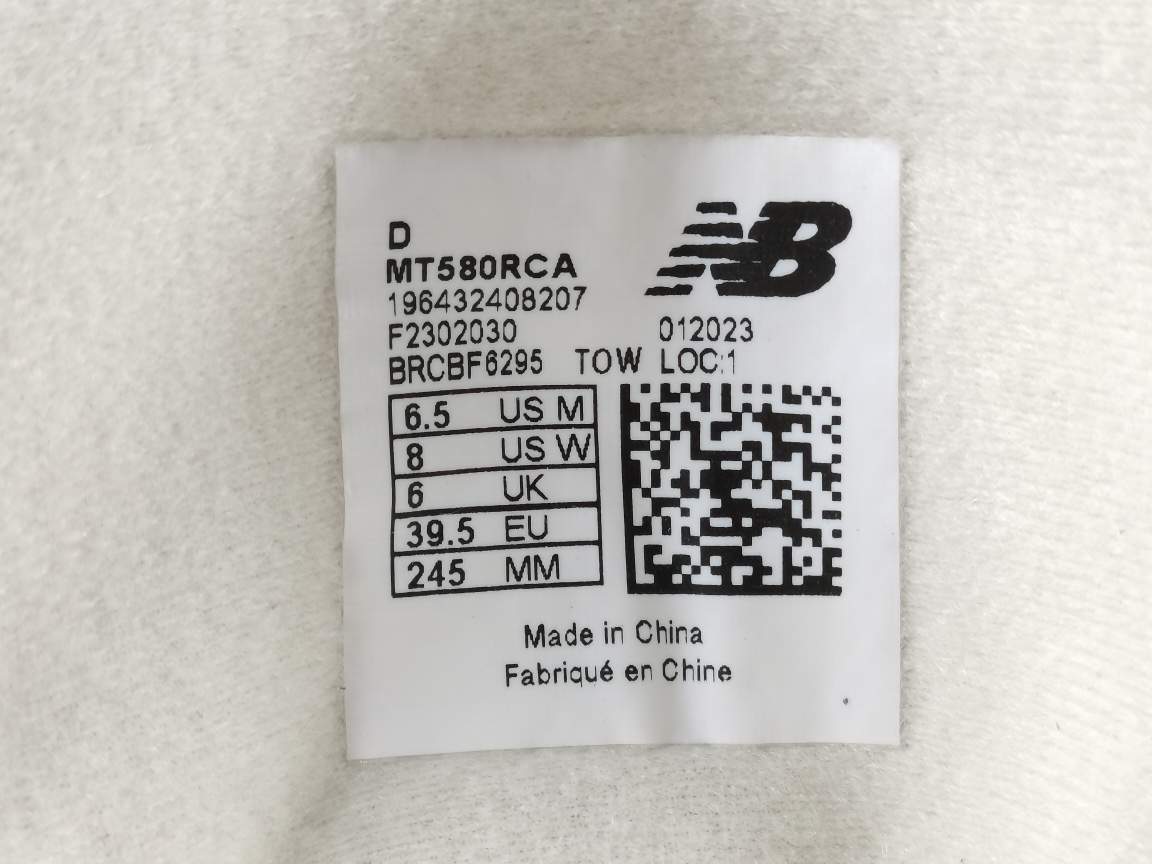 D
MT580RCA
196432408207
F2302030 012023
BRCBF6295 TOW LOC:1
6.5 US M
8 US W
6 UK
39.5 EU
245 MM
NB
Made in China
Fabriqué en Chine